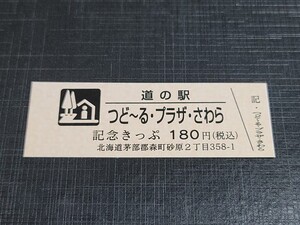 道の駅
つど～る・プラザ・さわら
記念きっぷ 180円(税込)
北海道茅部郡森町砂原2丁目358-1